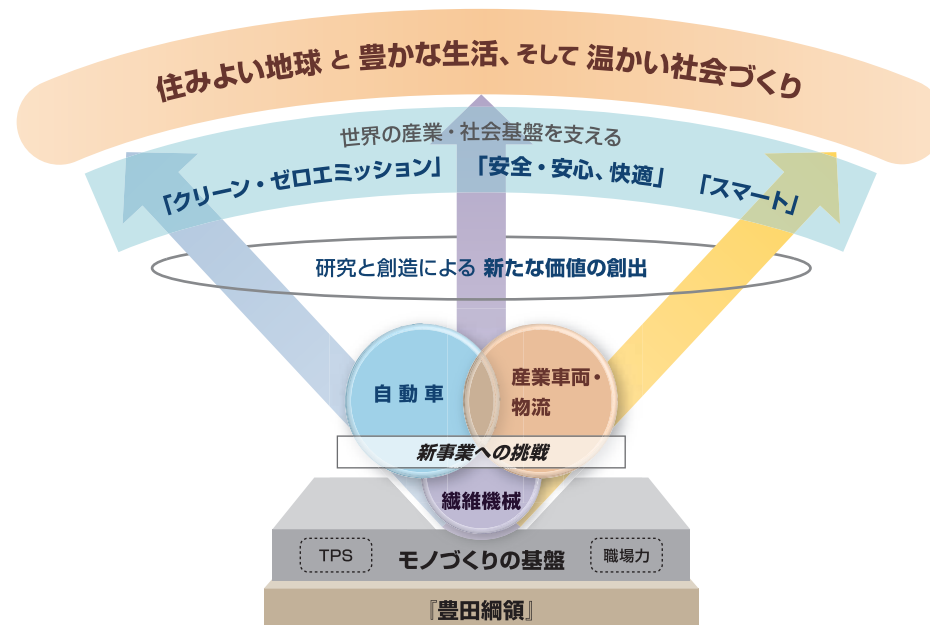 住みよい地球 と 豊かな生活、そして 温かい社会づくり
世界の産業・社会基盤を支える
「クリーン・ゼロエミッション」 「安全・安心、快適」 「スマート」
研究と創造による 新たな価値の創出
自動車
産業車両・
物流
新事業への挑戦
繊維機械
TPS
モノづくりの基盤
職場力
『豊田綱領』